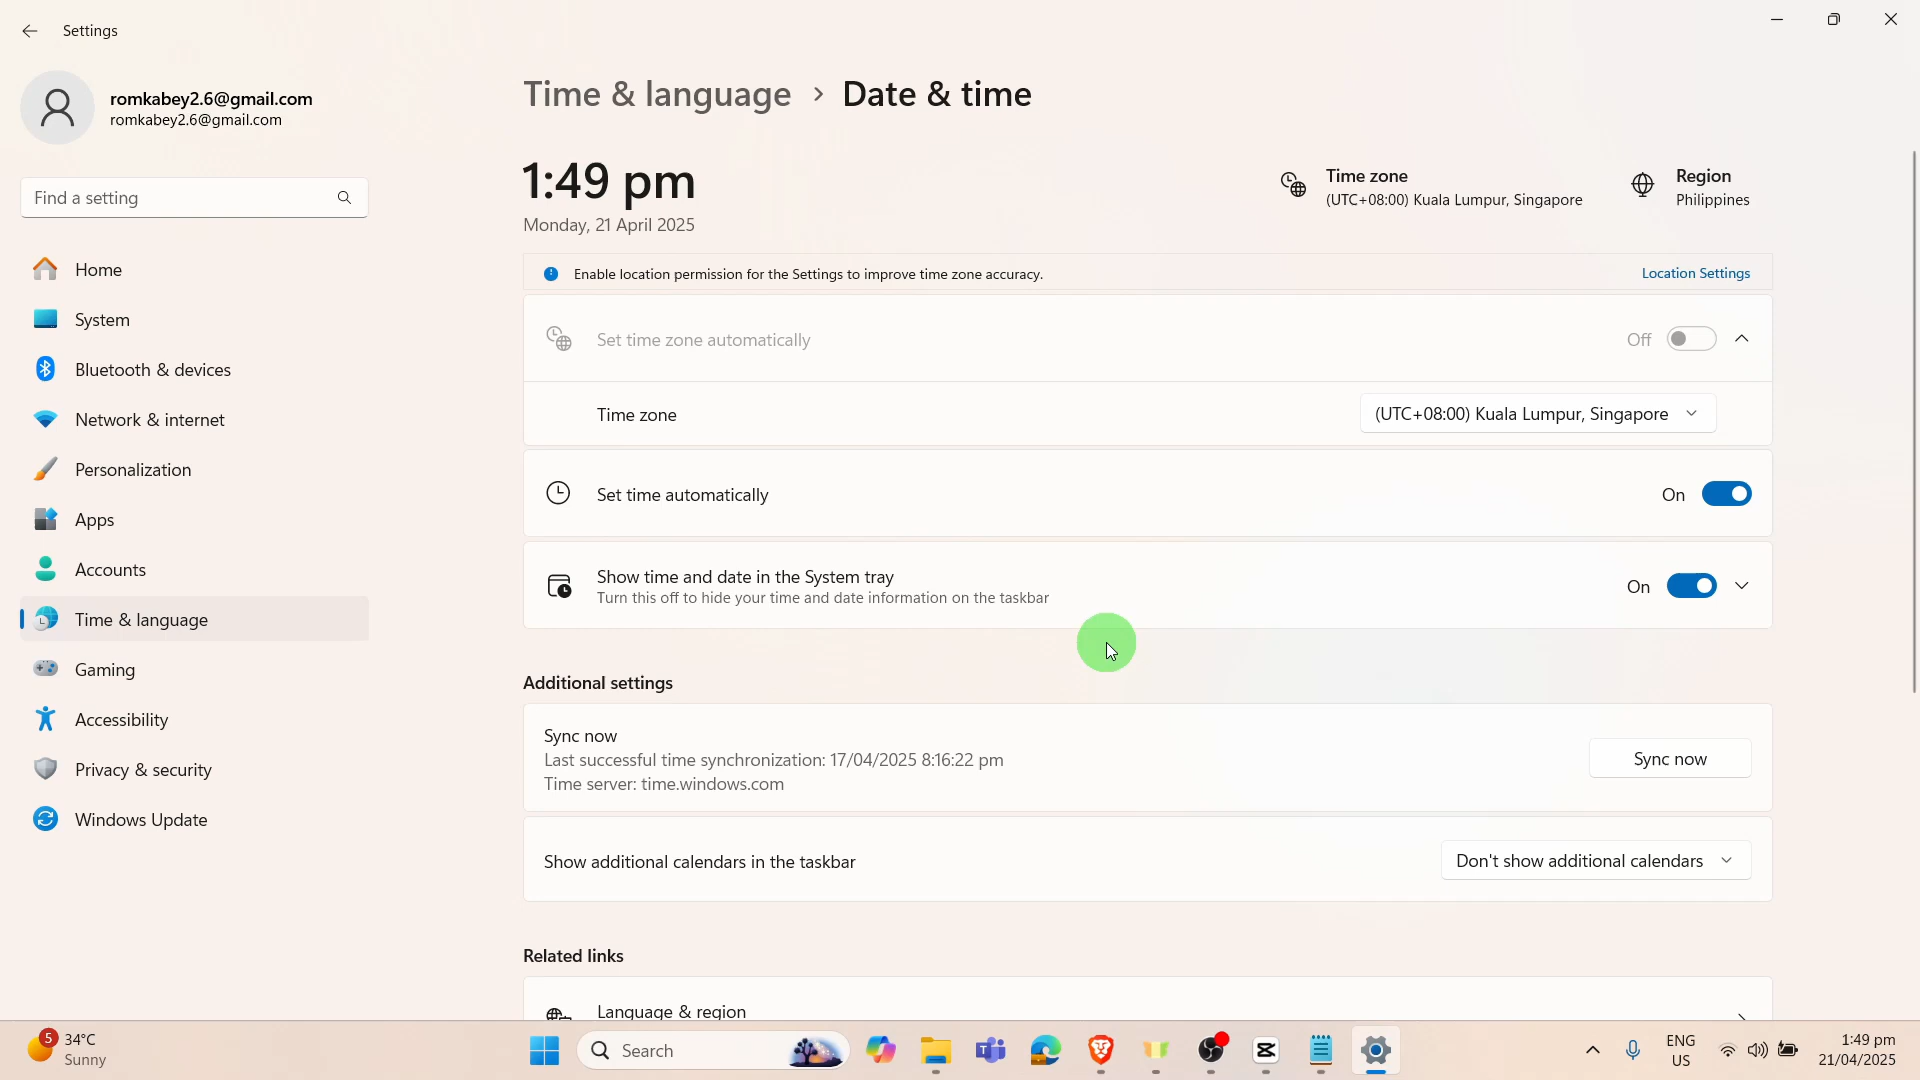 Settings
romkabey2.6@gmail.com
romkabey2.6@gmail.com
Find a setting
Home
System
Bluetooth & devices
Network & internet
Personalization
Apps
Accounts
Time & language
Gaming
Accessibility
Privacy & security
Windows Update
Time & language > Date & time
1:49 pm
Monday, 21 April 2025
Time zone
(UTC+08:00) Kuala Lumpur, Singapore
Region
Philippines
Enable location permission for the Settings to improve time zone accuracy.
Location Settings
Set time zone automatically
Off
Time zone
(UTC+08:00) Kuala Lumpur, Singapore
Set time automatically
On
Show time and date in the System tray
Turn this off to hide your time and date information on the taskbar
On
Additional settings
Sync now
Last successful time synchronization: 17/04/2025 8:16:22 pm
Time server: time.windows.com
Sync now
Show additional calendars in the taskbar
Don't show additional calendars
Related links
Language & region
5
34°C
Sunny
Search
ENG
US
1:49 pm
21/04/2025